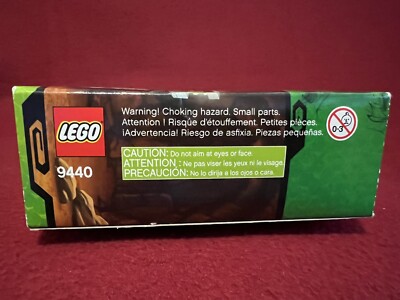 Warning! Choking hazard. Small parts.
Attention ! Risque d'étouffement. Petites pièces.
¡Advertencia! Riesgo de asfixia. Piezas pequeñas.
LEGO
0-3
CAUTION: Do not aim at eyes or face.
ATTENTION : Ne pas viser les yeux ni le visage.
PRECAUCIÓN: No lo dirija a los ojos o cara.
9440